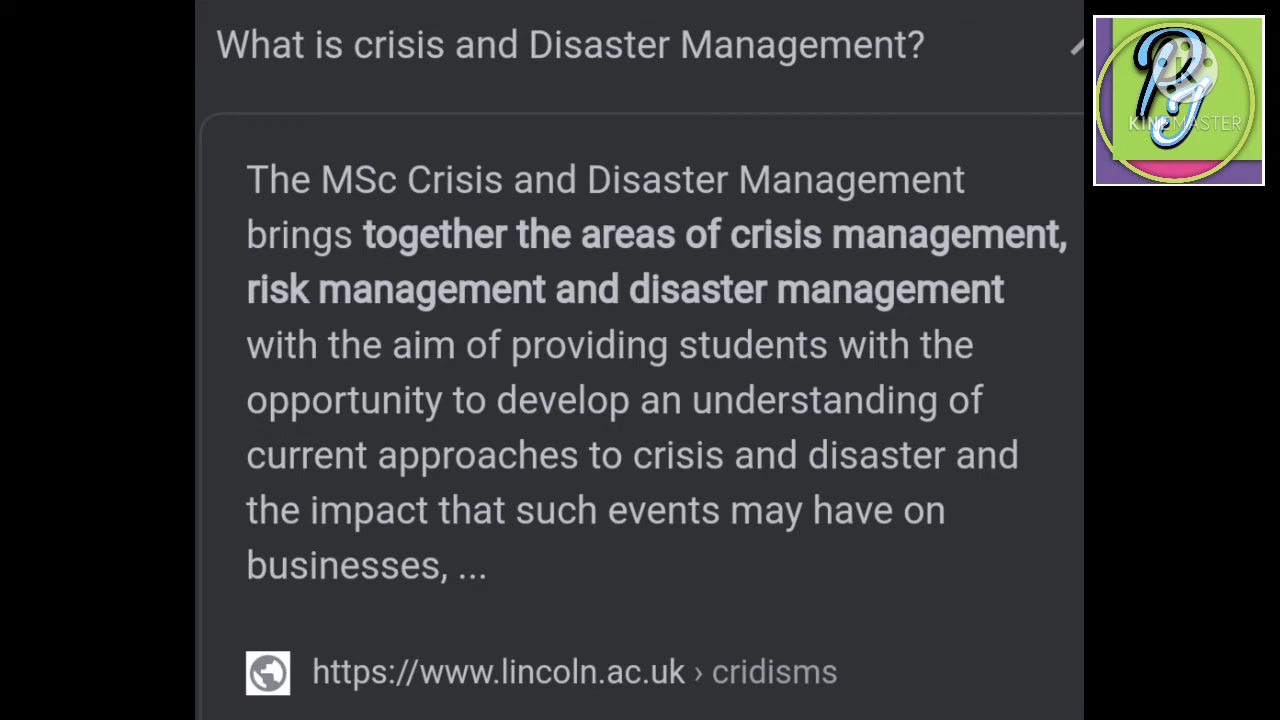 What is crisis and Disaster Management?
The MSc Crisis and Disaster Management
brings together the areas of crisis management,
risk management and disaster management
with the aim of providing students with the
opportunity to develop an understanding of
current approaches to crisis and disaster and
the impact that such events may have on
businesses, ...
https://www.lincoln.ac.uk › cridisms
KINEMASTER